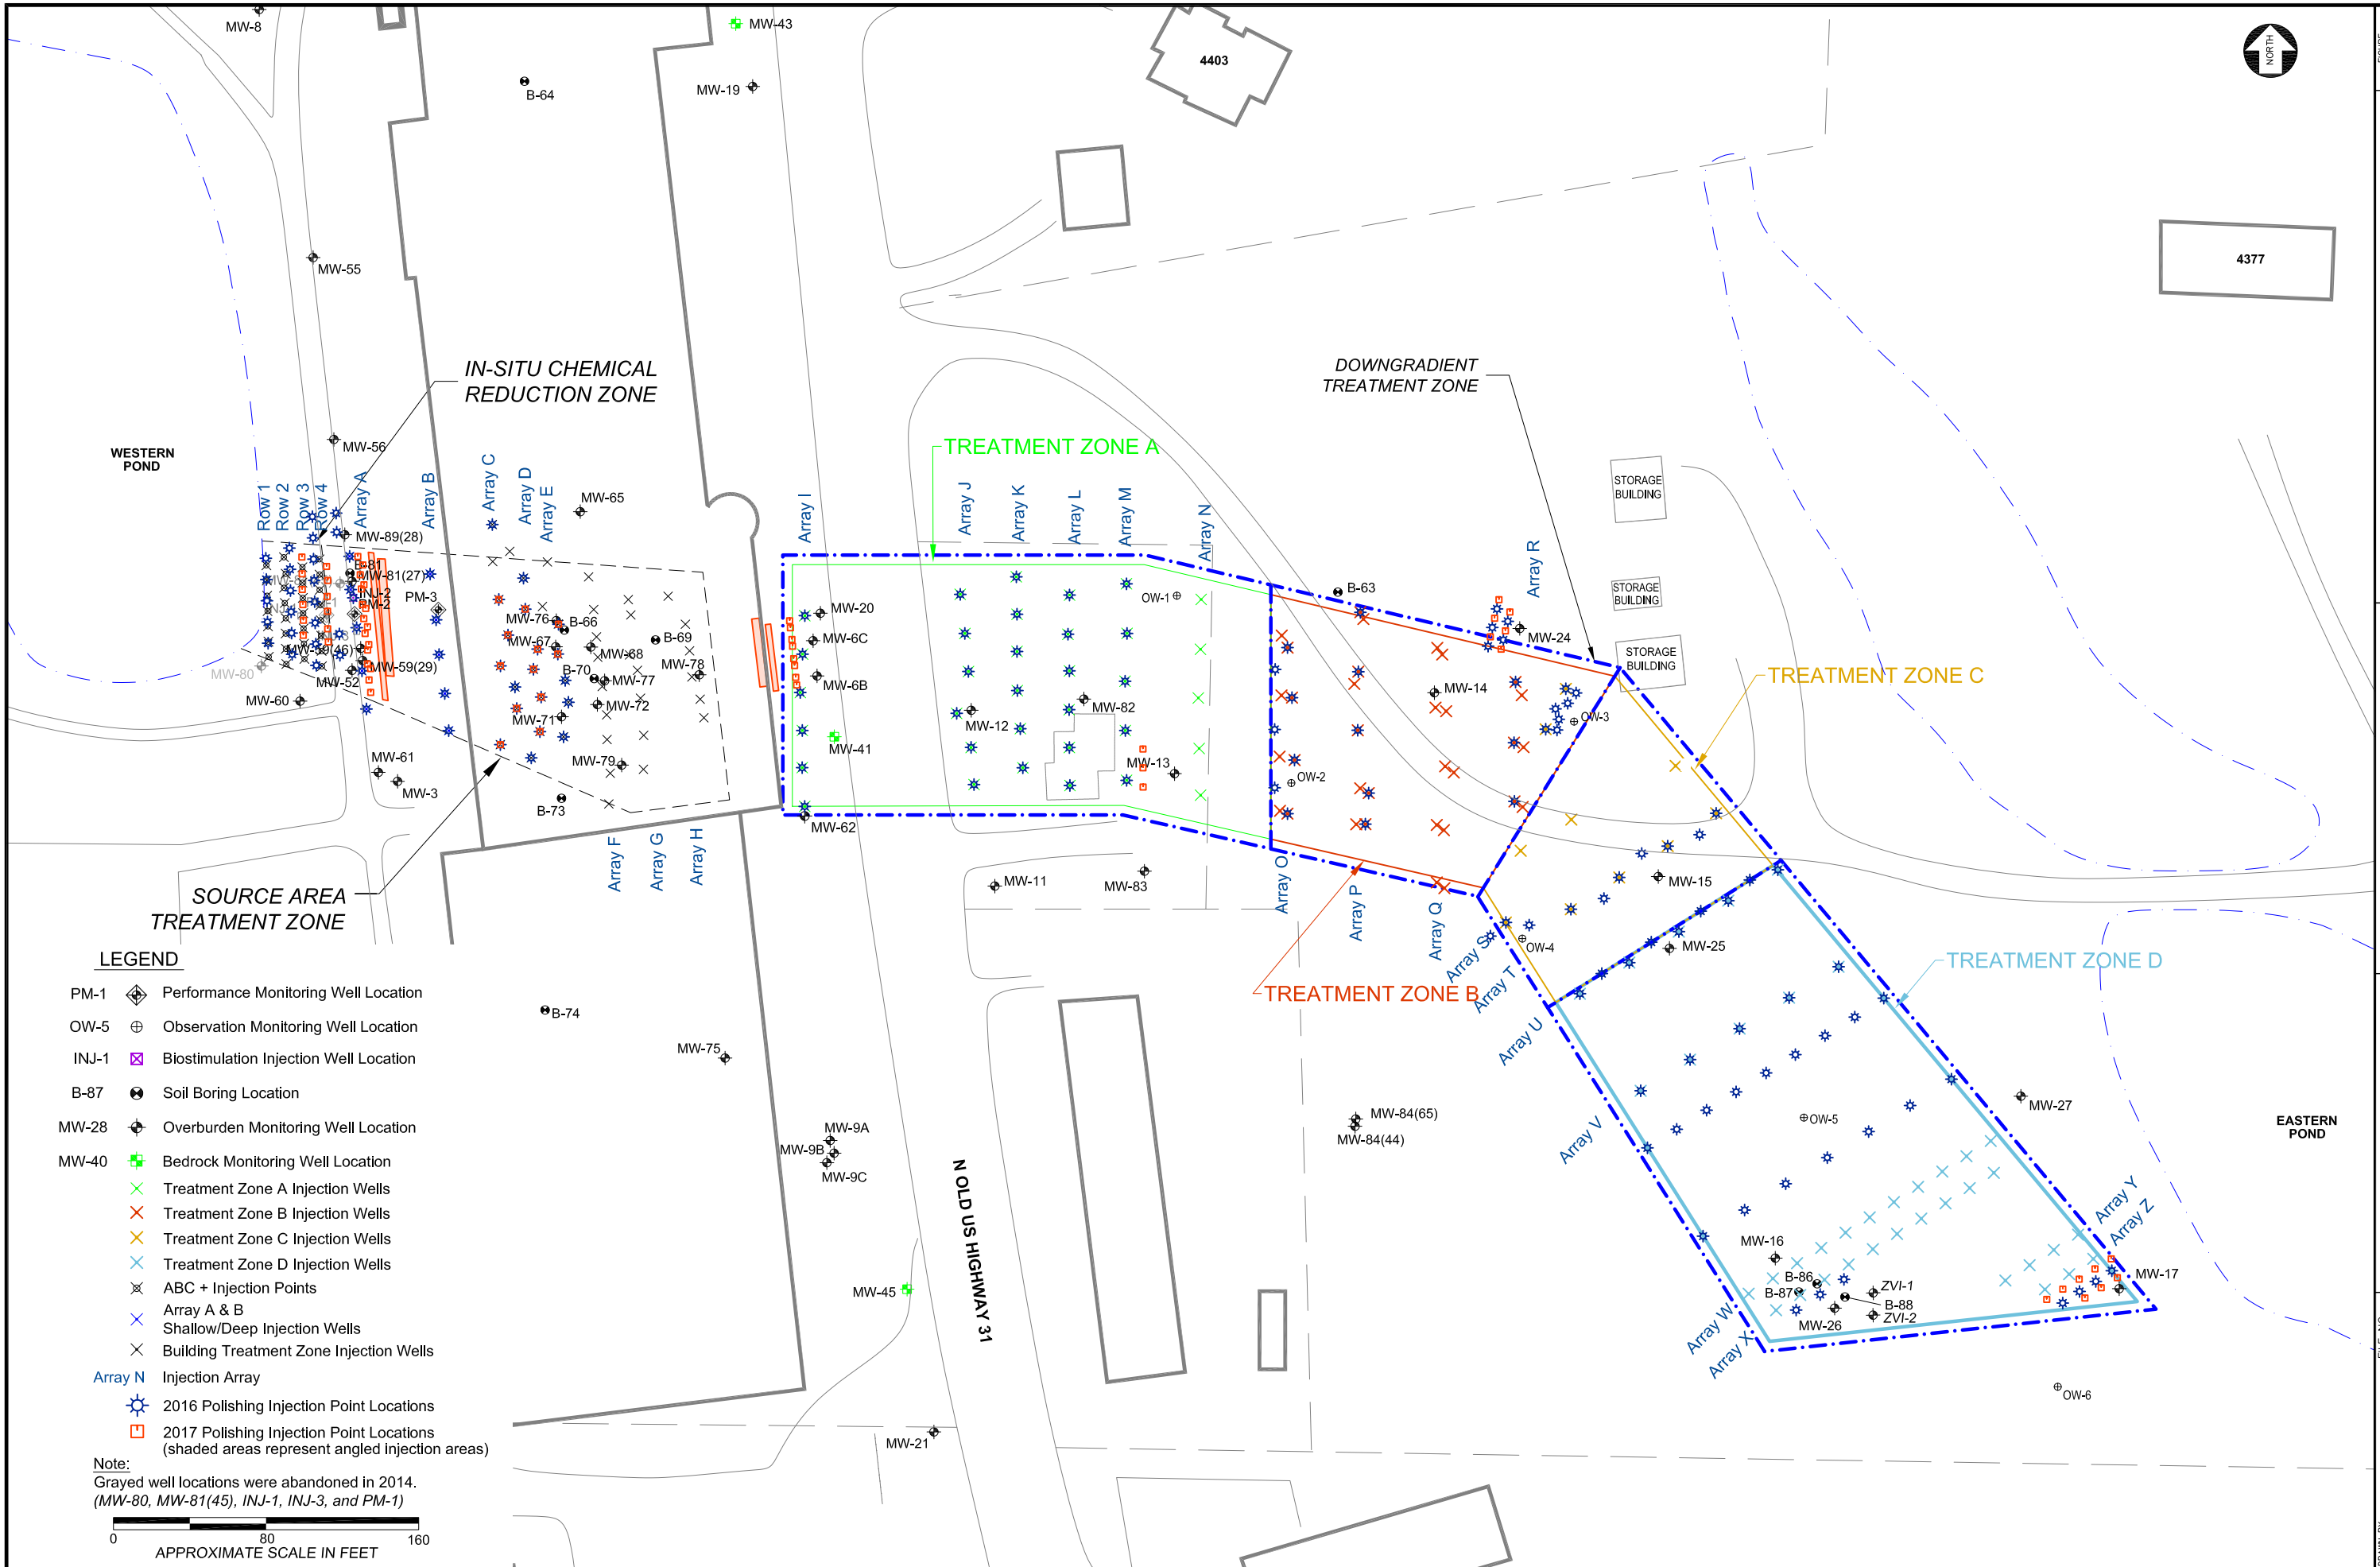 MW-8
MW-43
4403
NORTH
MW-19
B-64
MW-55
4377
IN-SITU CHEMICAL
REDUCTION ZONE
DOWNGRADIENT
TREATMENT ZONE
WESTERN
POND
MW-56
TREATMENT ZONE A
STORAGE
BUILDING
STORAGE
BUILDING
STORAGE
BUILDING
TREATMENT ZONE C
Row 1
Row 2
Row 3
Row 4
Array A
Array B
Array C
Array D
Array E
MW-65
Array I
Array J
Array K
Array L
Array M
Array N
Array R
MW-89(28)
B-81
MW-81(27)
INJ-2
PM-2
PM-3
MW-59(46)
MW-59(29)
MW-52
MW-80
MW-60
MW-61
MW-3
MW-76
B-66
MW-67
MW-68
B-69
B-70
MW-77
MW-78
MW-72
MW-71
MW-79
B-73
MW-20
MW-6C
MW-6B
MW-41
MW-62
MW-12
MW-82
MW-13
OW-1
B-63
MW-24
MW-14
OW-3
OW-2
Array F
Array G
Array H
MW-11
MW-83
Array O
Array P
Array Q
Array S
Array T
Array U
Array V
OW-4
MW-15
MW-25
SOURCE AREA
TREATMENT ZONE
TREATMENT ZONE B
TREATMENT ZONE D
B-74
MW-75
MW-9A
MW-9B
MW-9C
MW-84(65)
MW-84(44)
OW-5
MW-27
EASTERN
POND
N OLD US HIGHWAY 31
MW-45
MW-21
MW-16
B-86
B-87
ZVI-1
B-88
ZVI-2
MW-26
Array W
Array X
Array Y
Array Z
MW-17
OW-6
LEGEND
PM-1 Performance Monitoring Well Location
OW-5 Observation Monitoring Well Location
INJ-1 Biostimulation Injection Well Location
B-87 Soil Boring Location
MW-28 Overburden Monitoring Well Location
MW-40 Bedrock Monitoring Well Location
Treatment Zone A Injection Wells
Treatment Zone B Injection Wells
Treatment Zone C Injection Wells
Treatment Zone D Injection Wells
ABC + Injection Points
Array A & B
Shallow/Deep Injection Wells
Building Treatment Zone Injection Wells
Array N Injection Array
2016 Polishing Injection Point Locations
2017 Polishing Injection Point Locations
(shaded areas represent angled injection areas)
Note:
Grayed well locations were abandoned in 2014.
(MW-80, MW-81(45), INJ-1, INJ-3, and PM-1)
0 80 160
APPROXIMATE SCALE IN FEET